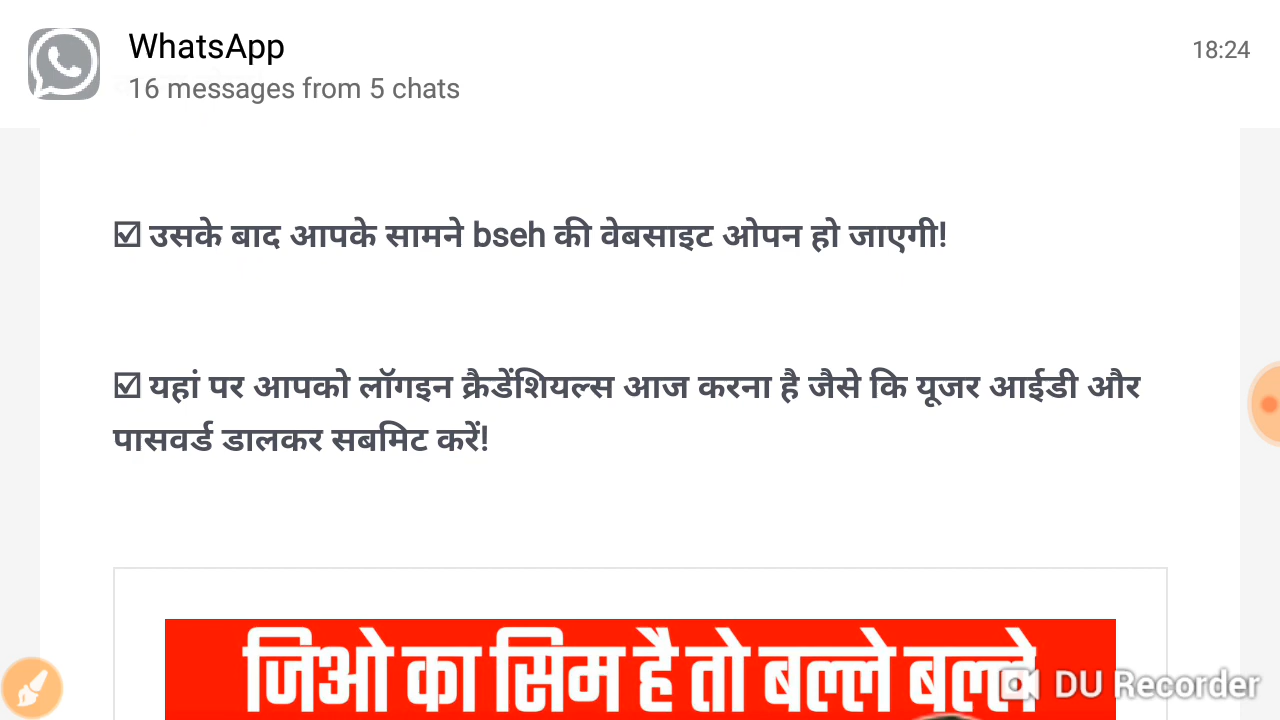 WhatsApp
18:24
16 messages from 5 chats
☑ उसके बाद आपके सामने bseh की वेबसाइट ओपन हो जाएगी!
☑ यहां पर आपको लॉगइन क्रैडेंशियल्स आज करना है जैसे कि यूजर आईडी और
पासवर्ड डालकर सबमिट करें!
जिओ का सिम है तो बल्ले बल्ले
DU Recorder